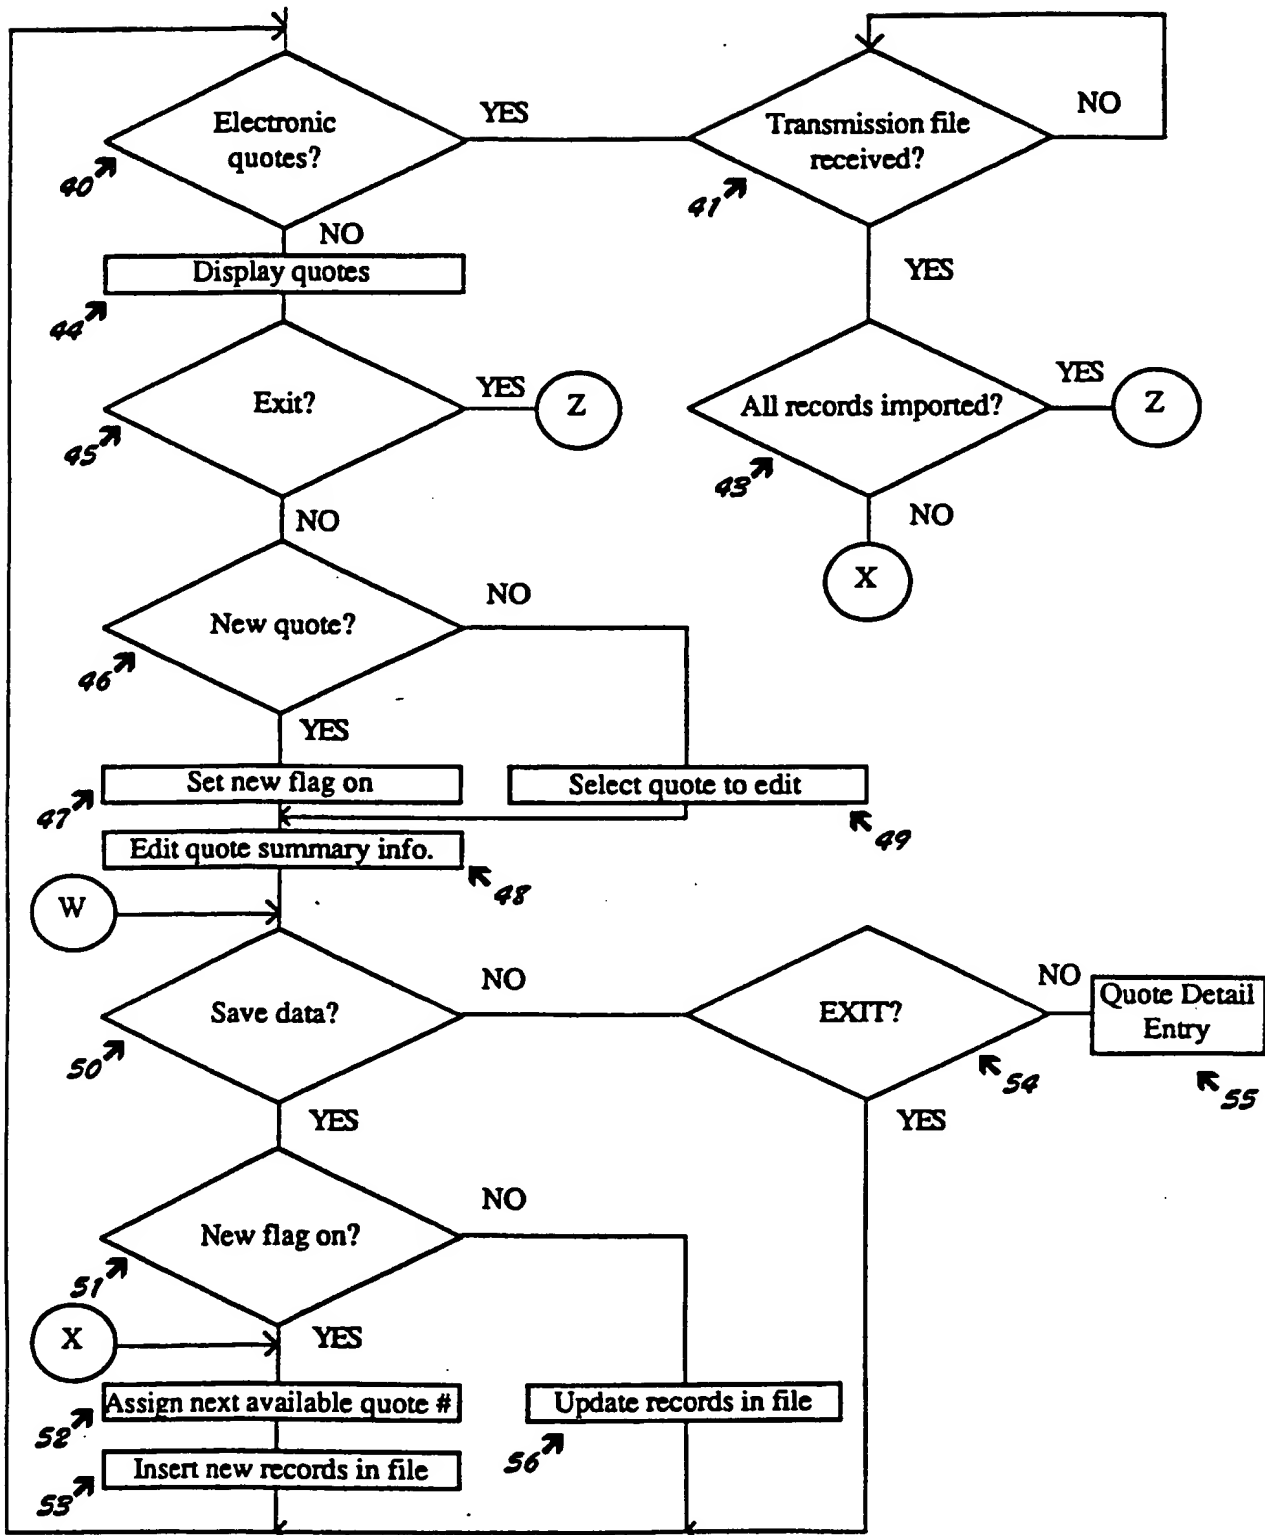 Electronic
quotes?
YES
40
NO
Transmission file
received?
NO
41
YES
Display quotes
44
Exit?
YES
Z
45
NO
All records imported?
YES
Z
43
NO
X
New quote?
NO
46
YES
Set new flag on
47
Select quote to edit
49
Edit quote summary info.
48
W
Save data?
NO
50
YES
EXIT?
NO
54
YES
Quote Detail
Entry
55
New flag on?
NO
51
YES
X
Assign next available quote #
52
Update records in file
56
Insert new records in file
53